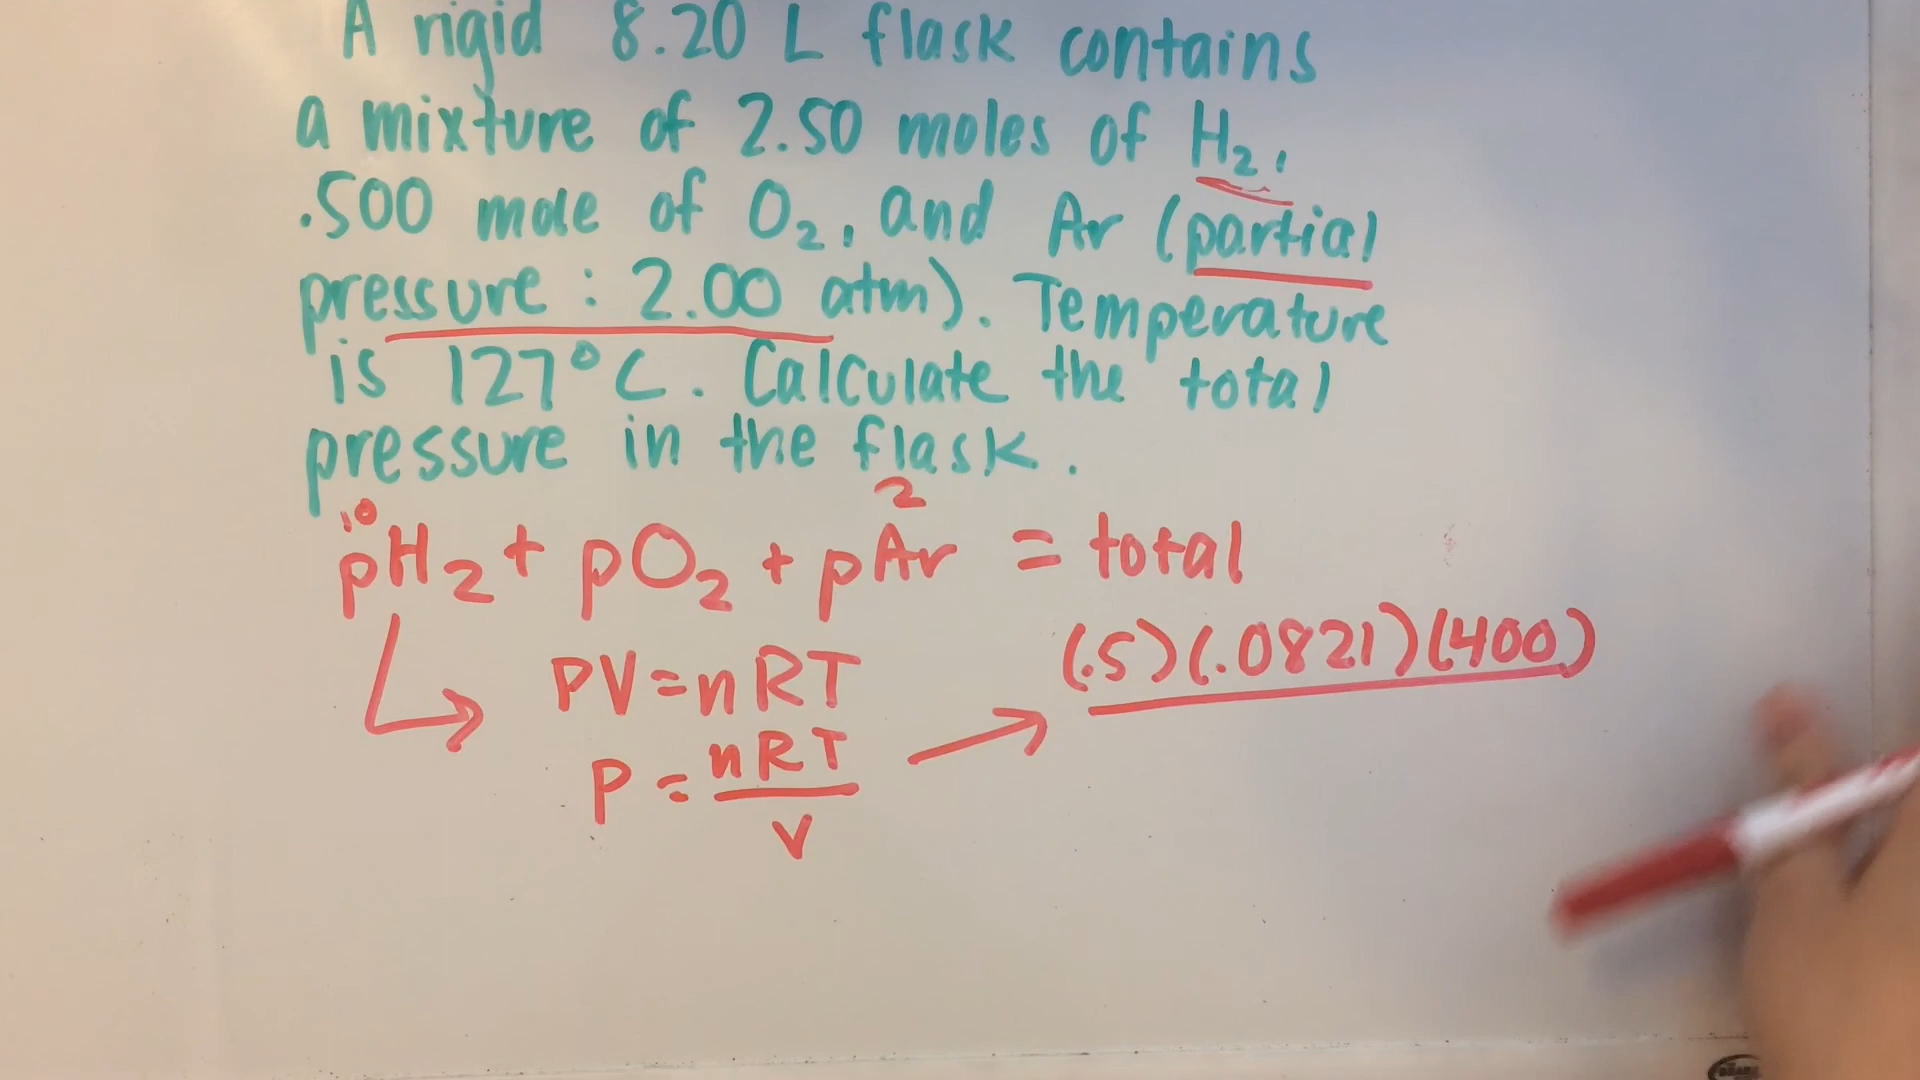 A rigid 8.20 L flask contains
a mixture of 2.50 moles of H₂,
.500 mole of O₂, and Ar (partial
pressure : 2.00 atm). Temperature
is 127°C. Calculate the total
pressure in the flask.
10 2
pH₂ + pO₂ + pAr = total
(.5)(.0821)(400)
PV=nRT
P = nRT
V